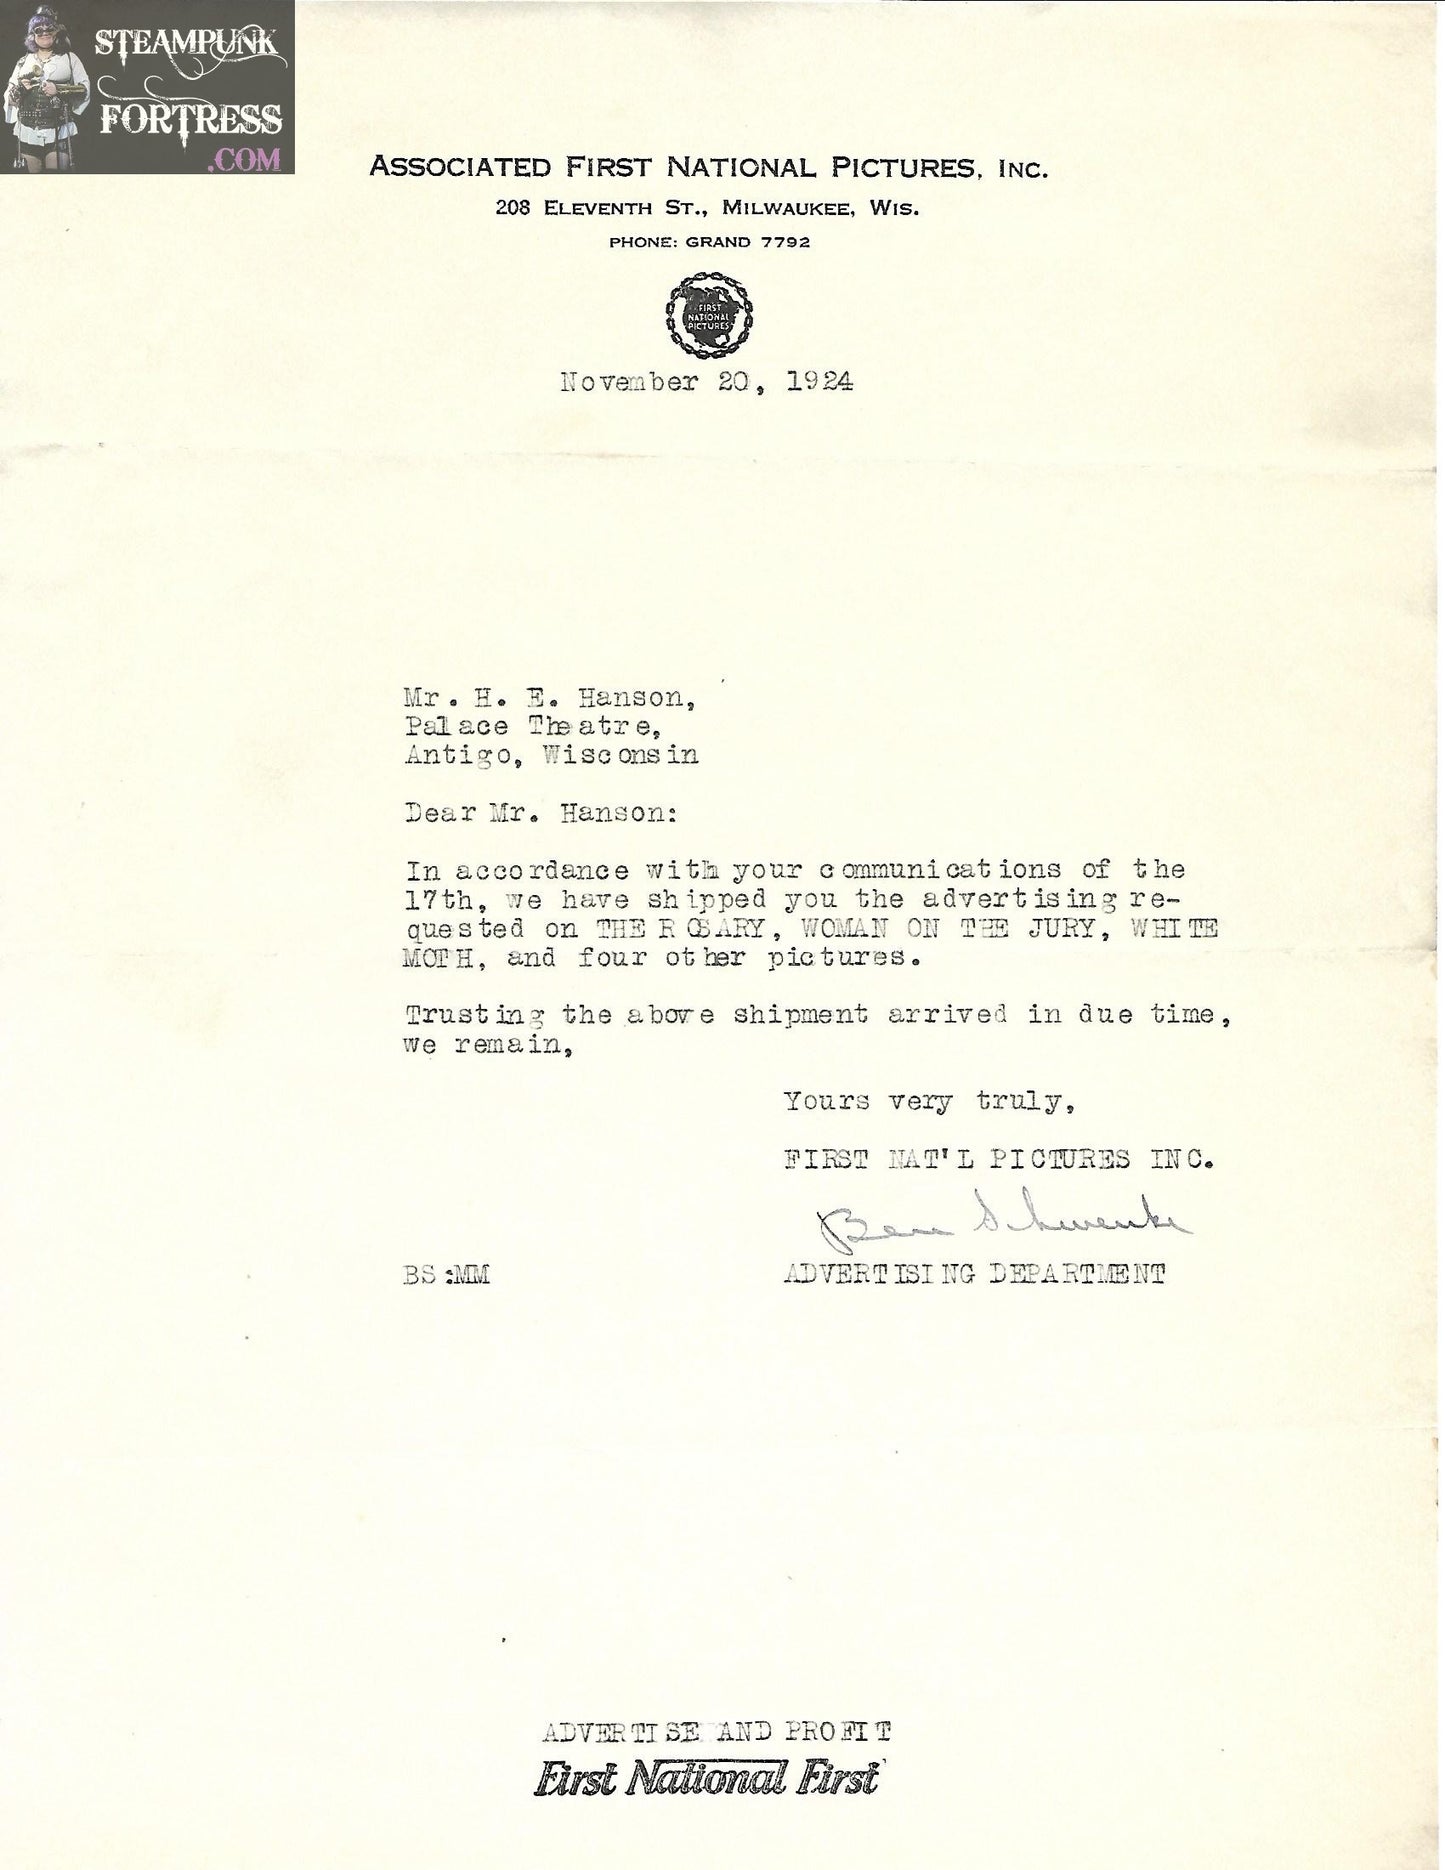 STEAMPUNK
FORTRESS
.COM
ASSOCIATED FIRST NATIONAL PICTURES, INC.
208 ELEVENTH ST., MILWAUKEE, WIS.
PHONE: GRAND 7792
FIRST
NATIONAL
PICTURES
November 20, 1924
Mr. H. E. Hanson,
Palace Theatre,
Antigo, Wisconsin
Dear Mr. Hanson:
In accordance with your communications of the
17th, we have shipped you the advertising re-
quested on THE ROSARY, WOMAN ON THE JURY, WHITE
MOTH, and four other pictures.
Trusting the above shipment arrived in due time,
we remain,
Yours very truly,
FIRST NAT'L PICTURES INC.
Ben Schwenke
BS:MM
ADVERTISING DEPARTMENT
ADVERTISE AND PROFIT
First National First